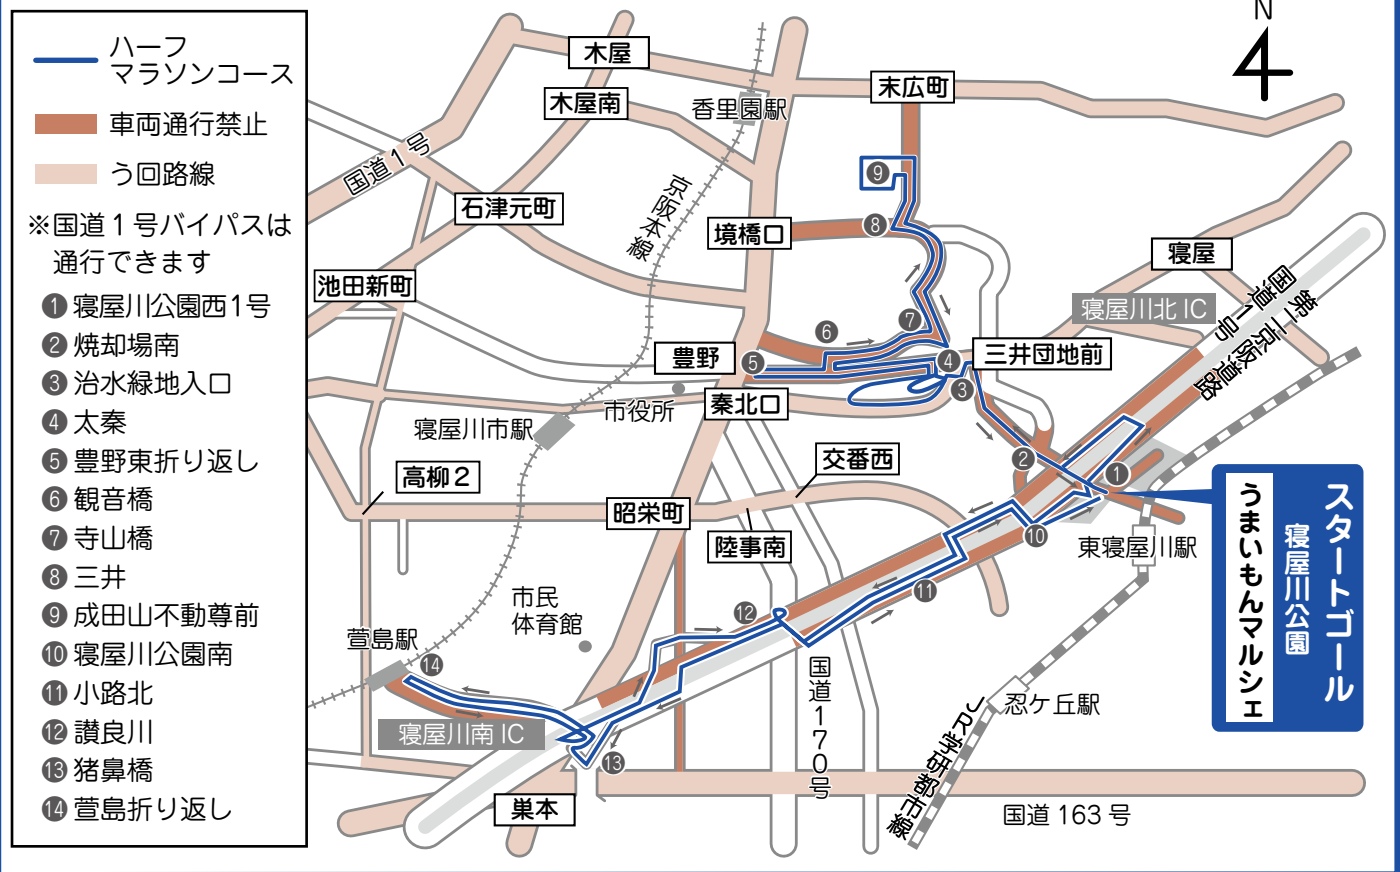 ハーフ
マラソンコース
車両通行禁止
う回路線
※国道1号バイパスは
通行できます
❶寝屋川公園西1号
❷焼却場南
❸治水緑地入口
❹太秦
❺豊野東折り返し
❻観音橋
❼寺山橋
❽三井
❾成田山不動尊前
❿寝屋川公園南
⓫小路北
⓬讃良川
⓭猪鼻橋
⓮萱島折り返し
N
木屋
木屋南
香里園駅
末広町
国道1号
石津元町
京阪本線
境橋口
池田新町
寝屋
寝屋川北 IC
第二京阪道路
国道1号
豊野
三井団地前
秦北口
市役所
寝屋川市駅
高柳2
交番西
昭栄町
陸事南
東寝屋川駅
市民
体育館
萱島駅
寝屋川南 IC
国道170号
忍ケ丘駅
JR学研都市線
巣本
国道 163 号
❶
❷
❸
❹
❺
❻
❼
❽
❾
❿
⓫
⓬
⓭
⓮
スタートゴール
寝屋川公園
うまいもんマルシェ